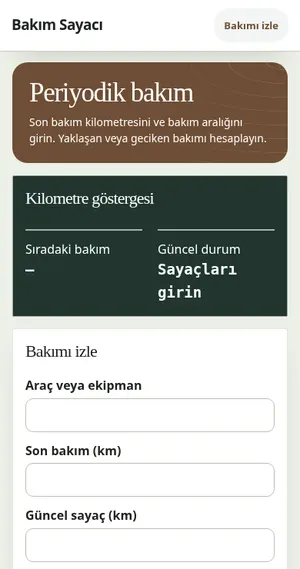 Bakım Sayacı
Bakımı izle
Periyodik bakım
Son bakım kilometresini ve bakım aralığını
girin. Yaklaşan veya geciken bakımı hesaplayın.
Kilometre göstergesi
Sıradaki bakım
—
Güncel durum
Sayaçları
girin
Bakımı izle
Araç veya ekipman
Son bakım (km)
Güncel sayaç (km)